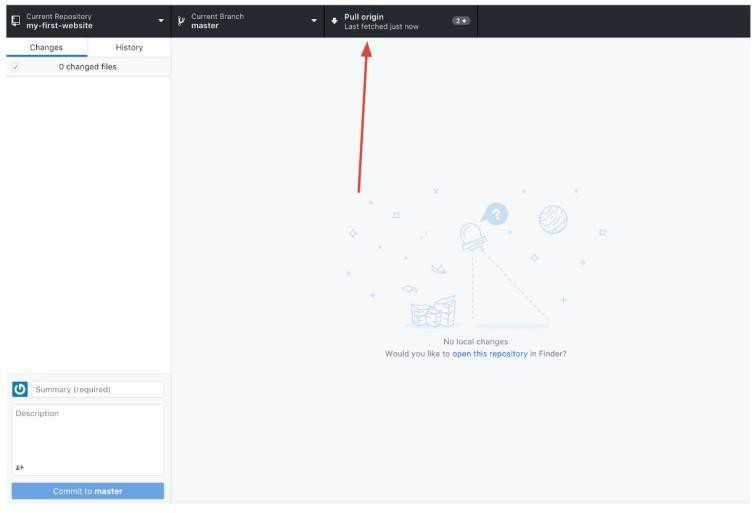 Current Repository
my-first-website
Current Branch
master
Pull origin
Last fetched just now
2
Changes
History
0 changed files
?
No local changes
Would you like to open this repository in Finder?
Summary (required)
Description
Commit to master